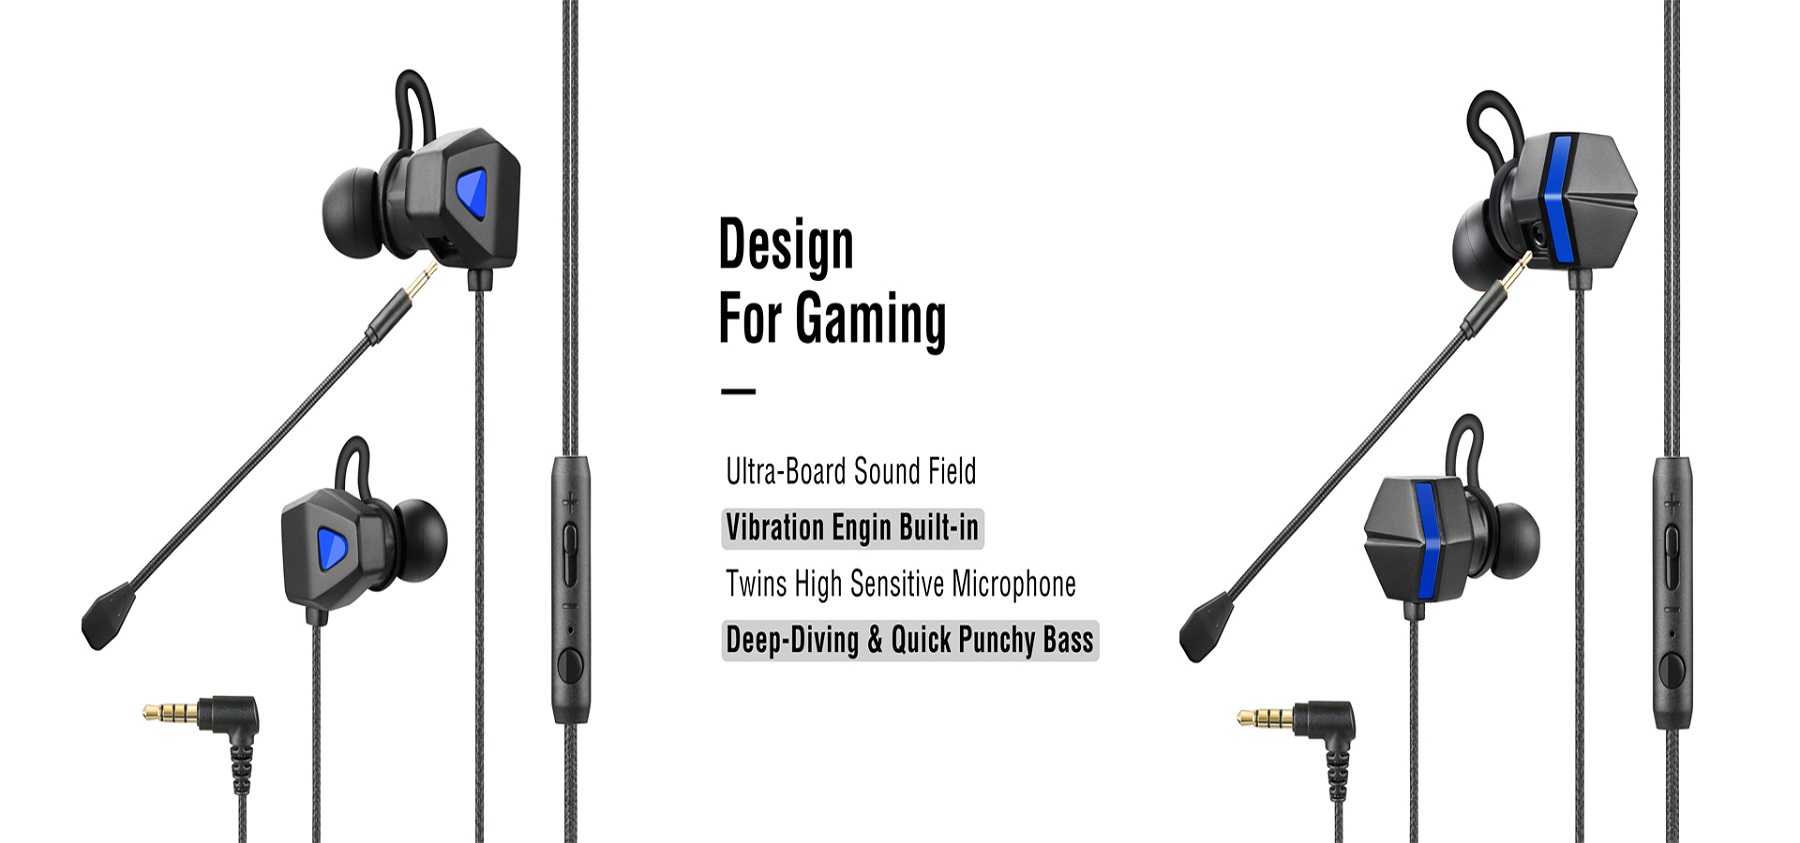 Design
For Gaming
Ultra-Board Sound Field
Vibration Engin Built-in
Twins High Sensitive Microphone
Deep-Diving & Quick Punchy Bass